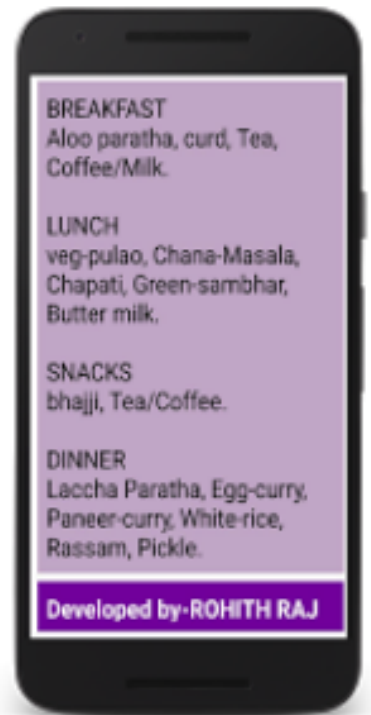 BREAKFAST
Aloo paratha, curd, Tea,
Coffee/Milk.
LUNCH
veg-pulao, Chana-Masala,
Chapati, Green-sambhar,
Butter milk.
SNACKS
bhajji, Tea/Coffee.
DINNER
Laccha Paratha, Egg-curry,
Paneer-curry, White-rice,
Rassam, Pickle.
Developed by-ROHITH RAJ